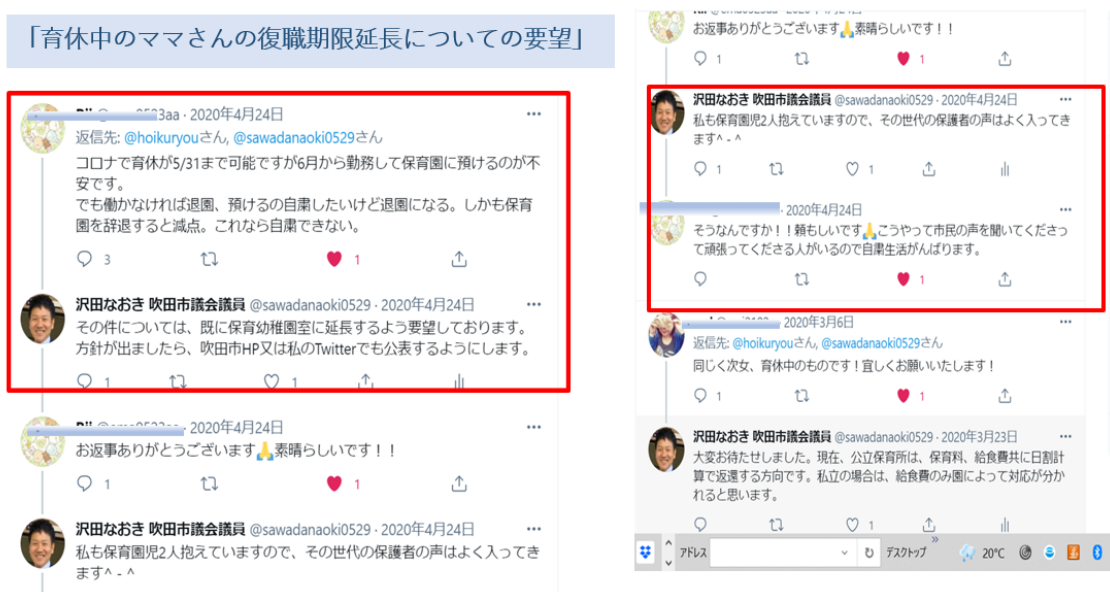 「育休中のママさんの復職期限延長についての要望」
3aa · 2020年4月24日
返信先: @hoikuryouさん, @sawadanaoki0529さん
コロナで育休が5/31まで可能ですが6月から勤務して保育園に預けるのが不
安です。
でも働かなければ退園、預けるの自粛したいけど退園になる。しかも保育
園を辞退すると減点。これなら自粛できない。
3 1
沢田なおき 吹田市議会議員 @sawadanaoki0529 · 2020年4月24日
その件については、既に保育幼稚園室に延長するよう要望しております。
方針が出ましたら、吹田市HP又は私のTwitterでも公表するようにします。
1 1
· 2020年4月24日
お返事ありがとうございます🙏素晴らしいです！！
1 1
沢田なおき 吹田市議会議員 @sawadanaoki0529 · 2020年4月24日
私も保育園児2人抱えていますので、その世代の保護者の声はよく入ってき
ます^ - ^
お返事ありがとうございます🙏素晴らしいです！！
1 1
沢田なおき 吹田市議会議員 @sawadanaoki0529 · 2020年4月24日
私も保育園児2人抱えていますので、その世代の保護者の声はよく入ってき
ます^ - ^
1 1
· 2020年4月24日
そうなんですか！！頼もしいです🙏こうやって市民の声を聞いてくださっ
て頑張ってくださる人がいるので自粛生活がんばります。
1
· 2020年3月6日
返信先: @hoikuryouさん, @sawadanaoki0529さん
同じく次女、育休中のものです！宜しくお願いいたします！
1 1
沢田なおき 吹田市議会議員 @sawadanaoki0529 · 2020年3月23日
大変お待たせしました。現在、公立保育所は、保育料、給食費共に日割計
算で返還する方向です。私立の場合は、給食費のみ園によって対応が分か
れると思います。
1
アドレス デスクトップ 20°C